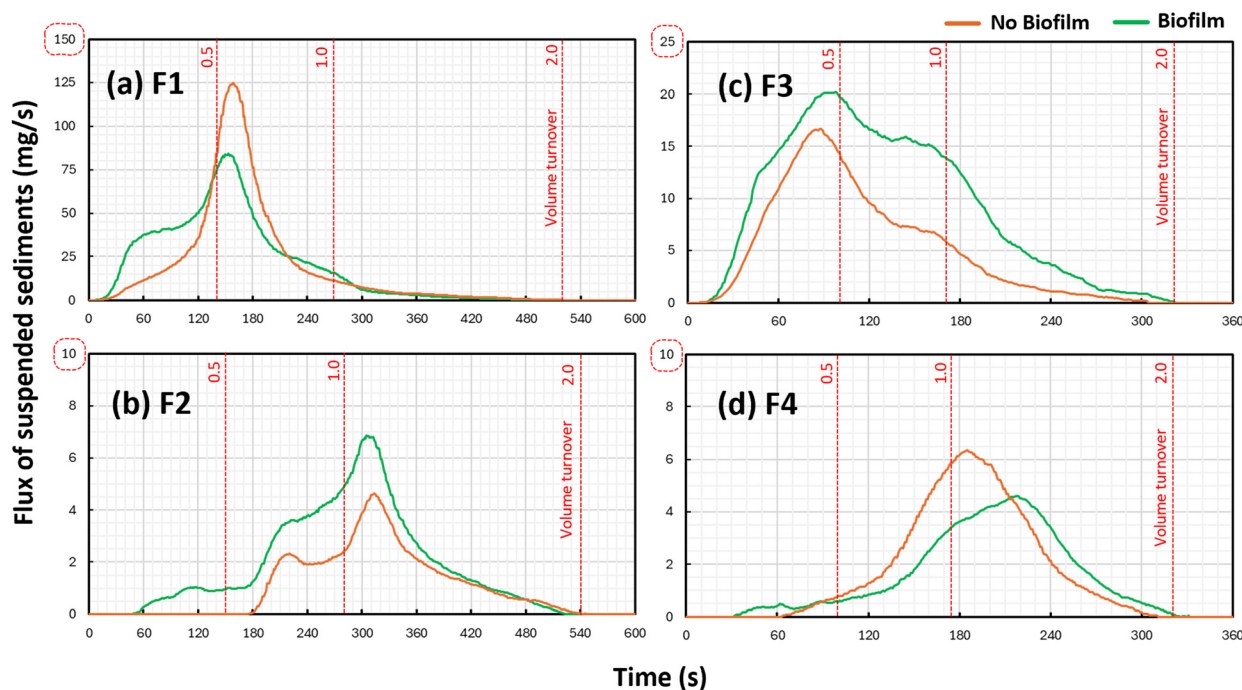 No Biofilm
Biofilm
Flux of suspended sediments (mg/s)
(a) F1
150
125
100
75
50
25
0
0 60 120 180 240 300 360 420 480 540 600
0.5
1.0
2.0
Volume turnover
(c) F3
25
20
15
10
5
0
0 60 120 180 240 300 360
0.5
1.0
2.0
Volume turnover
(b) F2
10
8
6
4
2
0
0 60 120 180 240 300 360 420 480 540 600
0.5
1.0
2.0
Volume turnover
(d) F4
10
8
6
4
2
0
0 60 120 180 240 300 360
0.5
1.0
2.0
Volume turnover
Time (s)